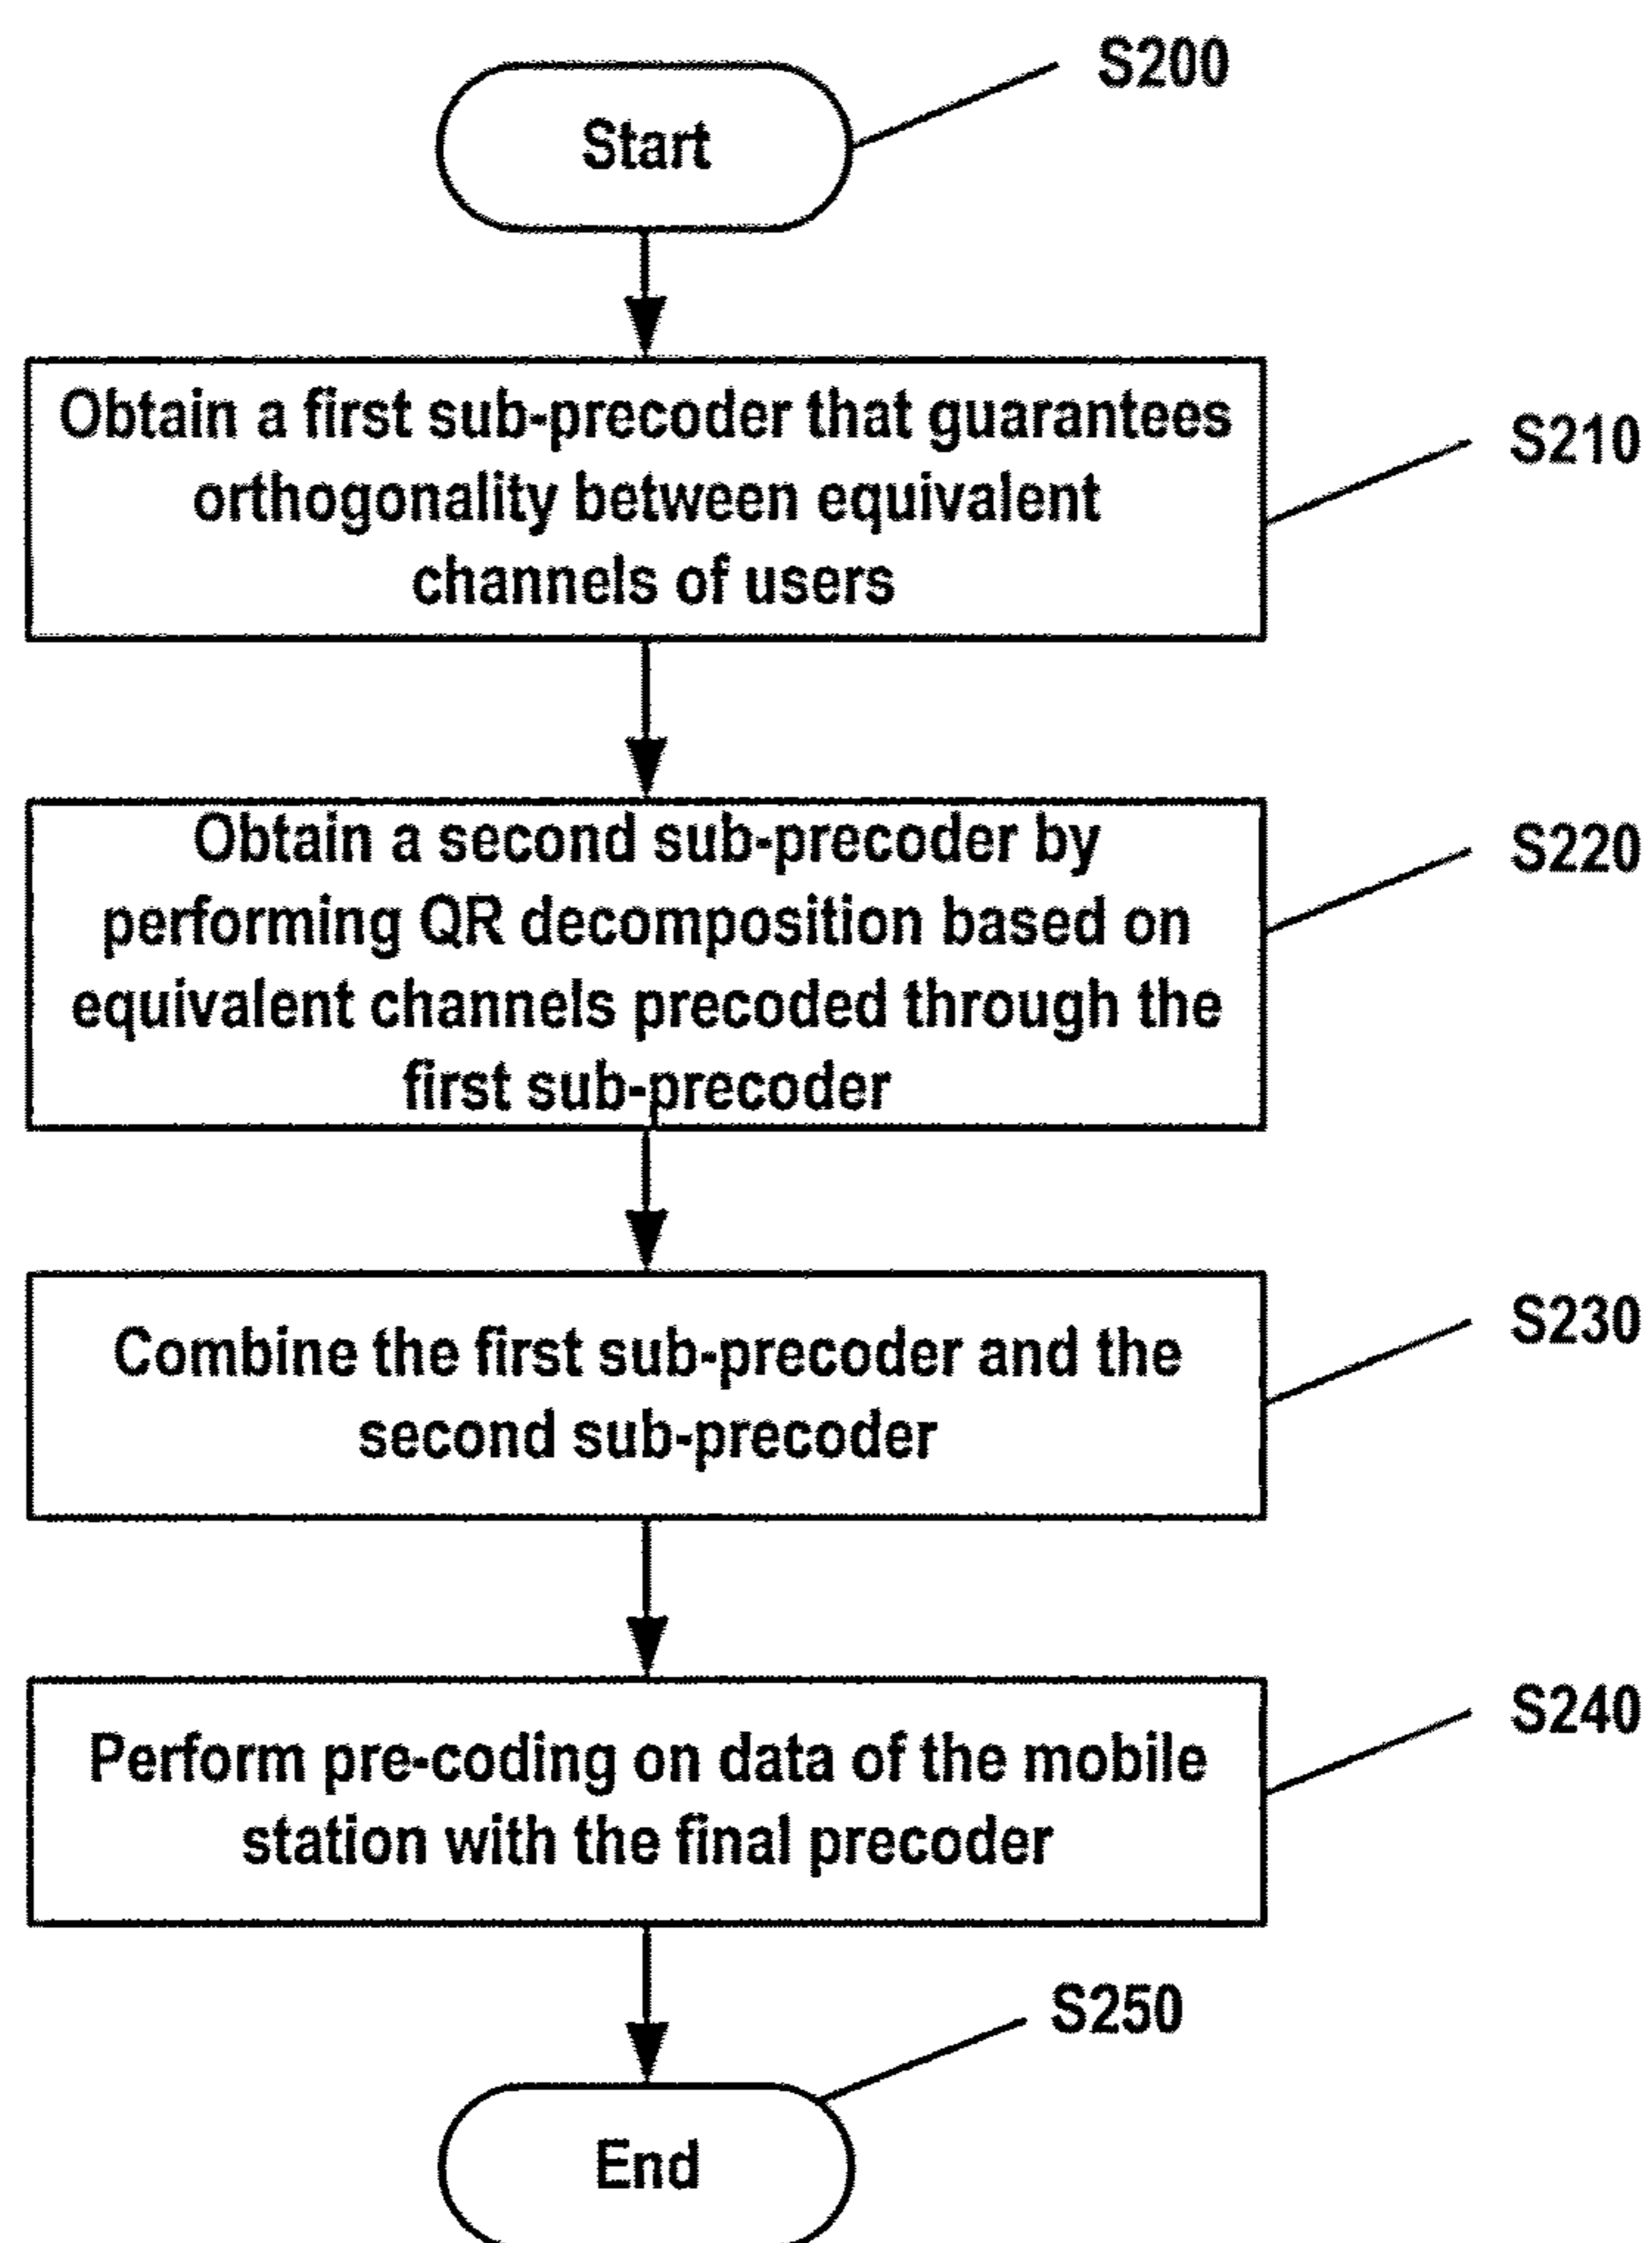 S200
Start
Obtain a first sub-precoder that guarantees
orthogonality between equivalent
channels of users
S210
Obtain a second sub-precoder by
performing QR decomposition based on
equivalent channels precoded through the
first sub-precoder
S220
Combine the first sub-precoder and the
second sub-precoder
S230
Perform pre-coding on data of the mobile
station with the final precoder
S240
S250
End